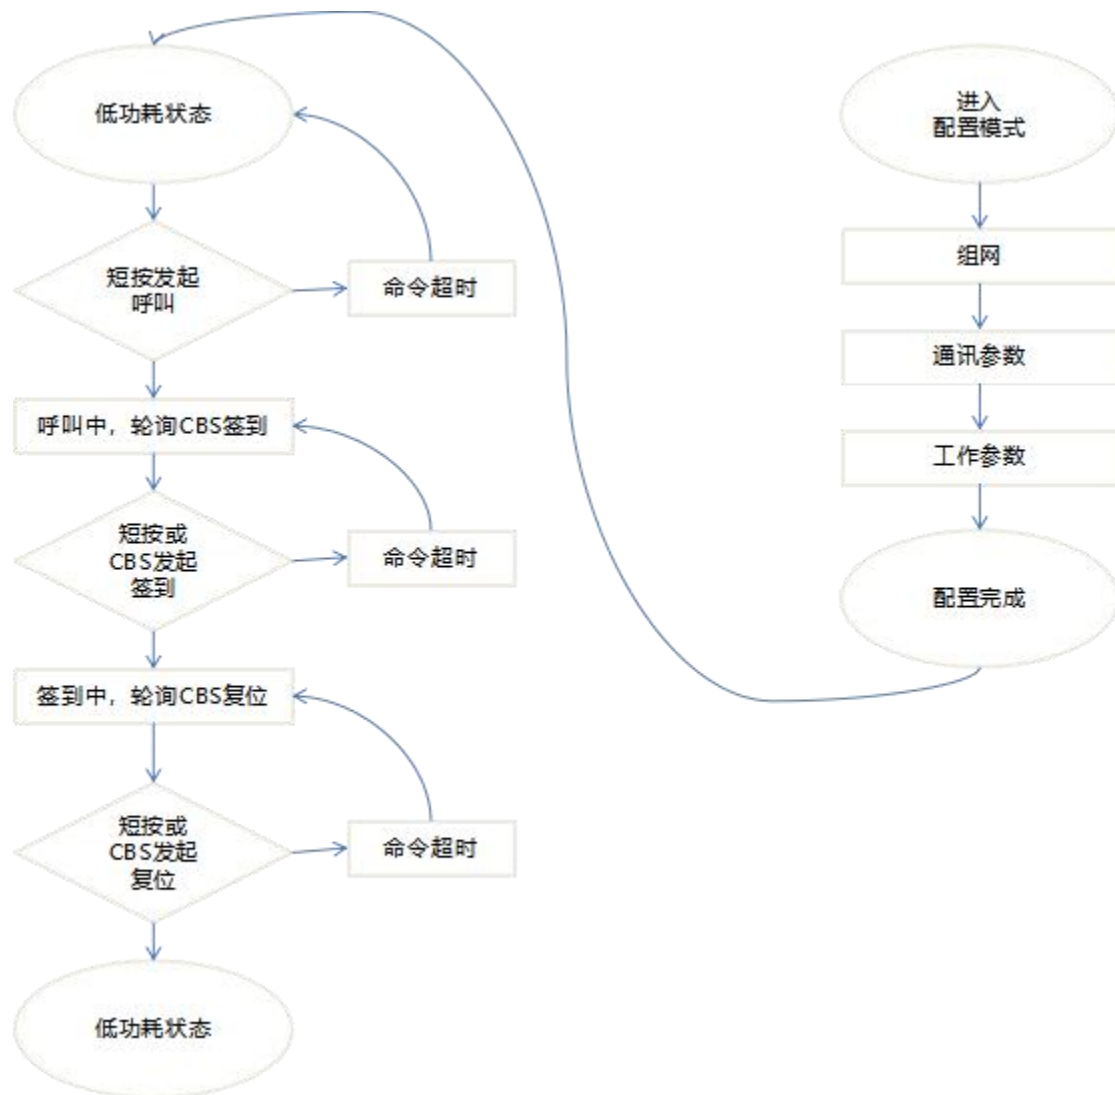 低功耗状态
短按发起
呼叫
命令超时
呼叫中，轮询CBS签到
短按或
CBS发起
签到
命令超时
签到中，轮询CBS复位
短按或
CBS发起
复位
命令超时
低功耗状态
进入
配置模式
组网
通讯参数
工作参数
配置完成